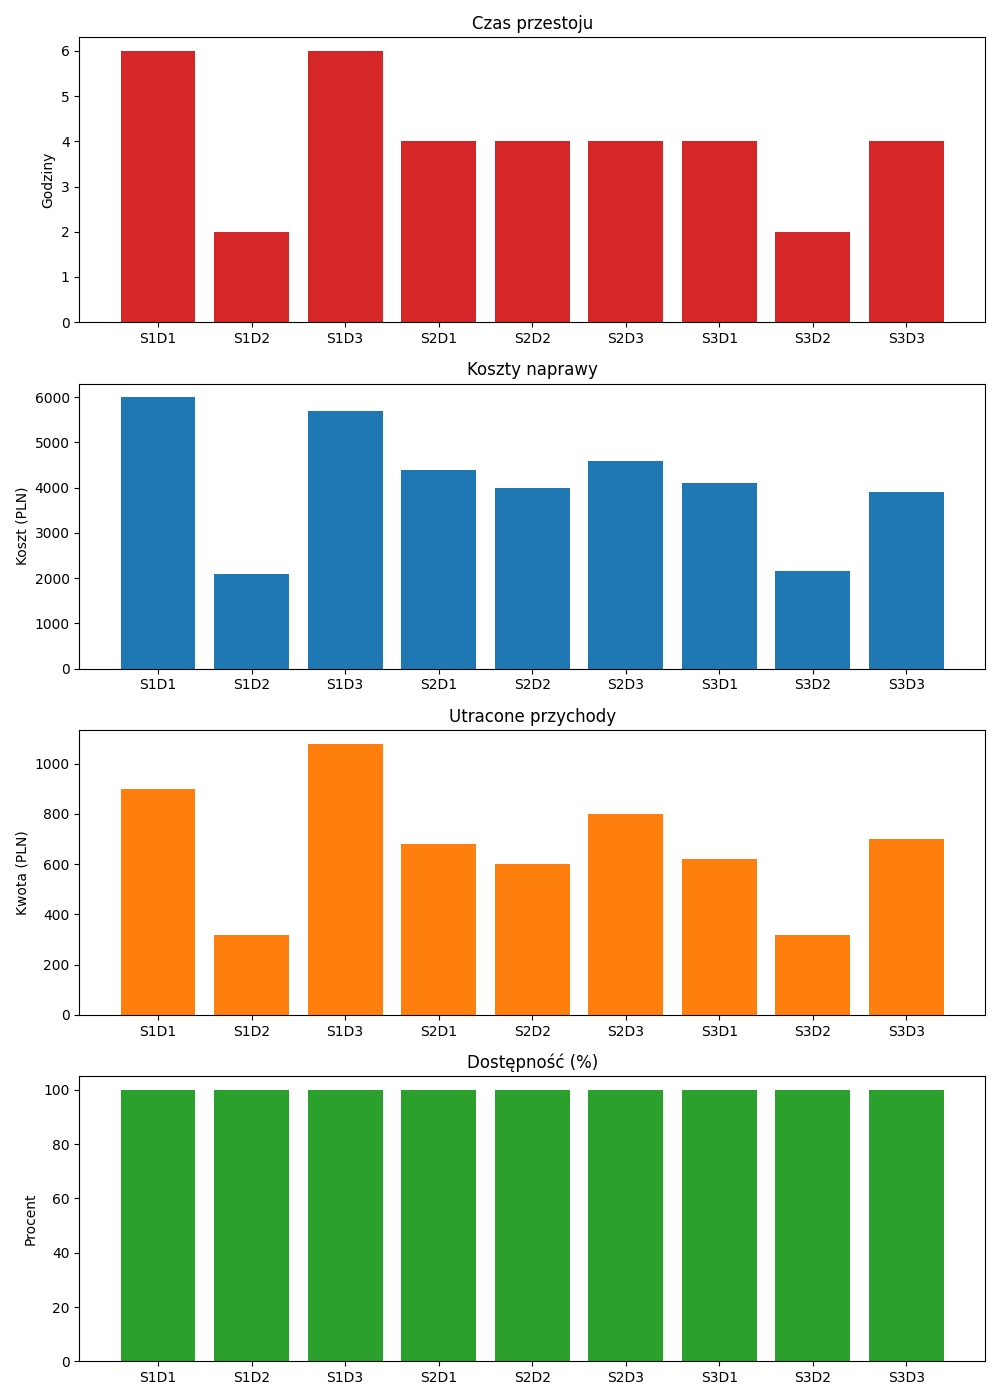 Czas przestoju
Godziny
6
5
4
3
2
1
0
S1D1 S1D2 S1D3 S2D1 S2D2 S2D3 S3D1 S3D2 S3D3
Koszty naprawy
Koszt (PLN)
6000
5000
4000
3000
2000
1000
0
S1D1 S1D2 S1D3 S2D1 S2D2 S2D3 S3D1 S3D2 S3D3
Utracone przychody
Kwota (PLN)
1000
800
600
400
200
0
S1D1 S1D2 S1D3 S2D1 S2D2 S2D3 S3D1 S3D2 S3D3
Dostępność (%)
Procent
100
80
60
40
20
0
S1D1 S1D2 S1D3 S2D1 S2D2 S2D3 S3D1 S3D2 S3D3